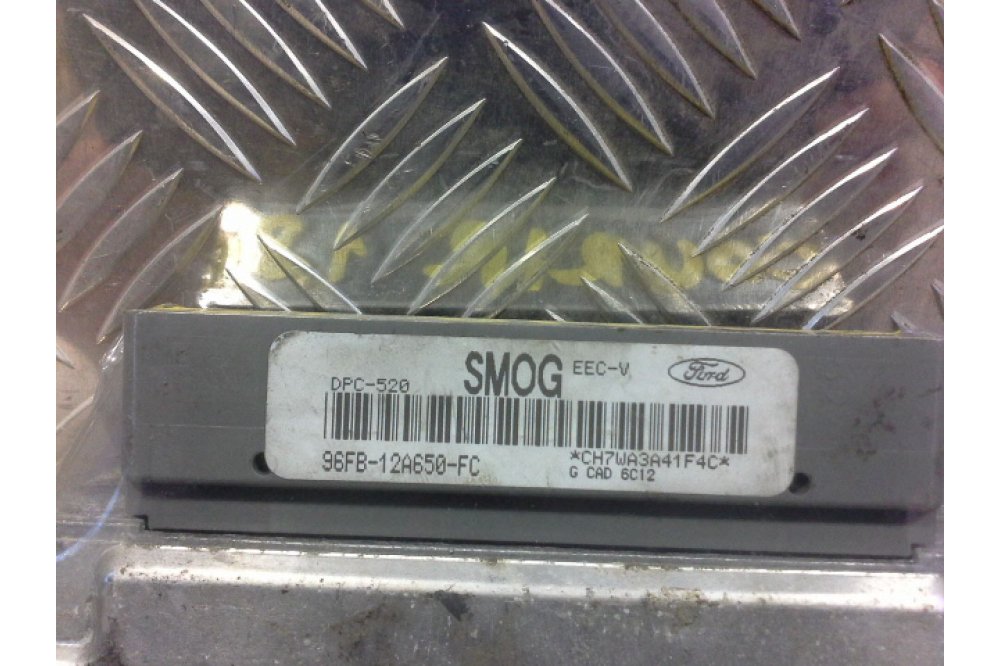 SMOG EEC-V Ford
DPC-520
96FB-12A650-FC *CH7WA3A41F4C*
G CAD 6C12